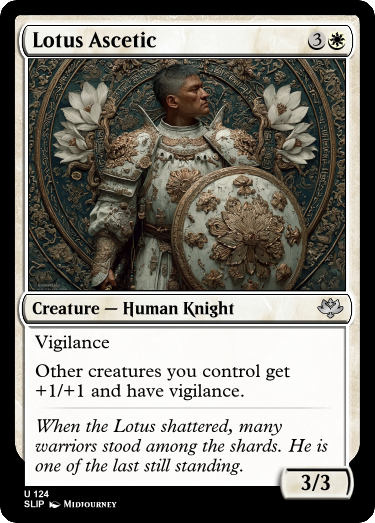 Lotus Ascetic 3
Creature — Human Knight
Vigilance
Other creatures you control get
+1/+1 and have vigilance.
When the Lotus shattered, many
warriors stood among the shards. He is
one of the last still standing.
3/3
U 124
SLIP Midjourney